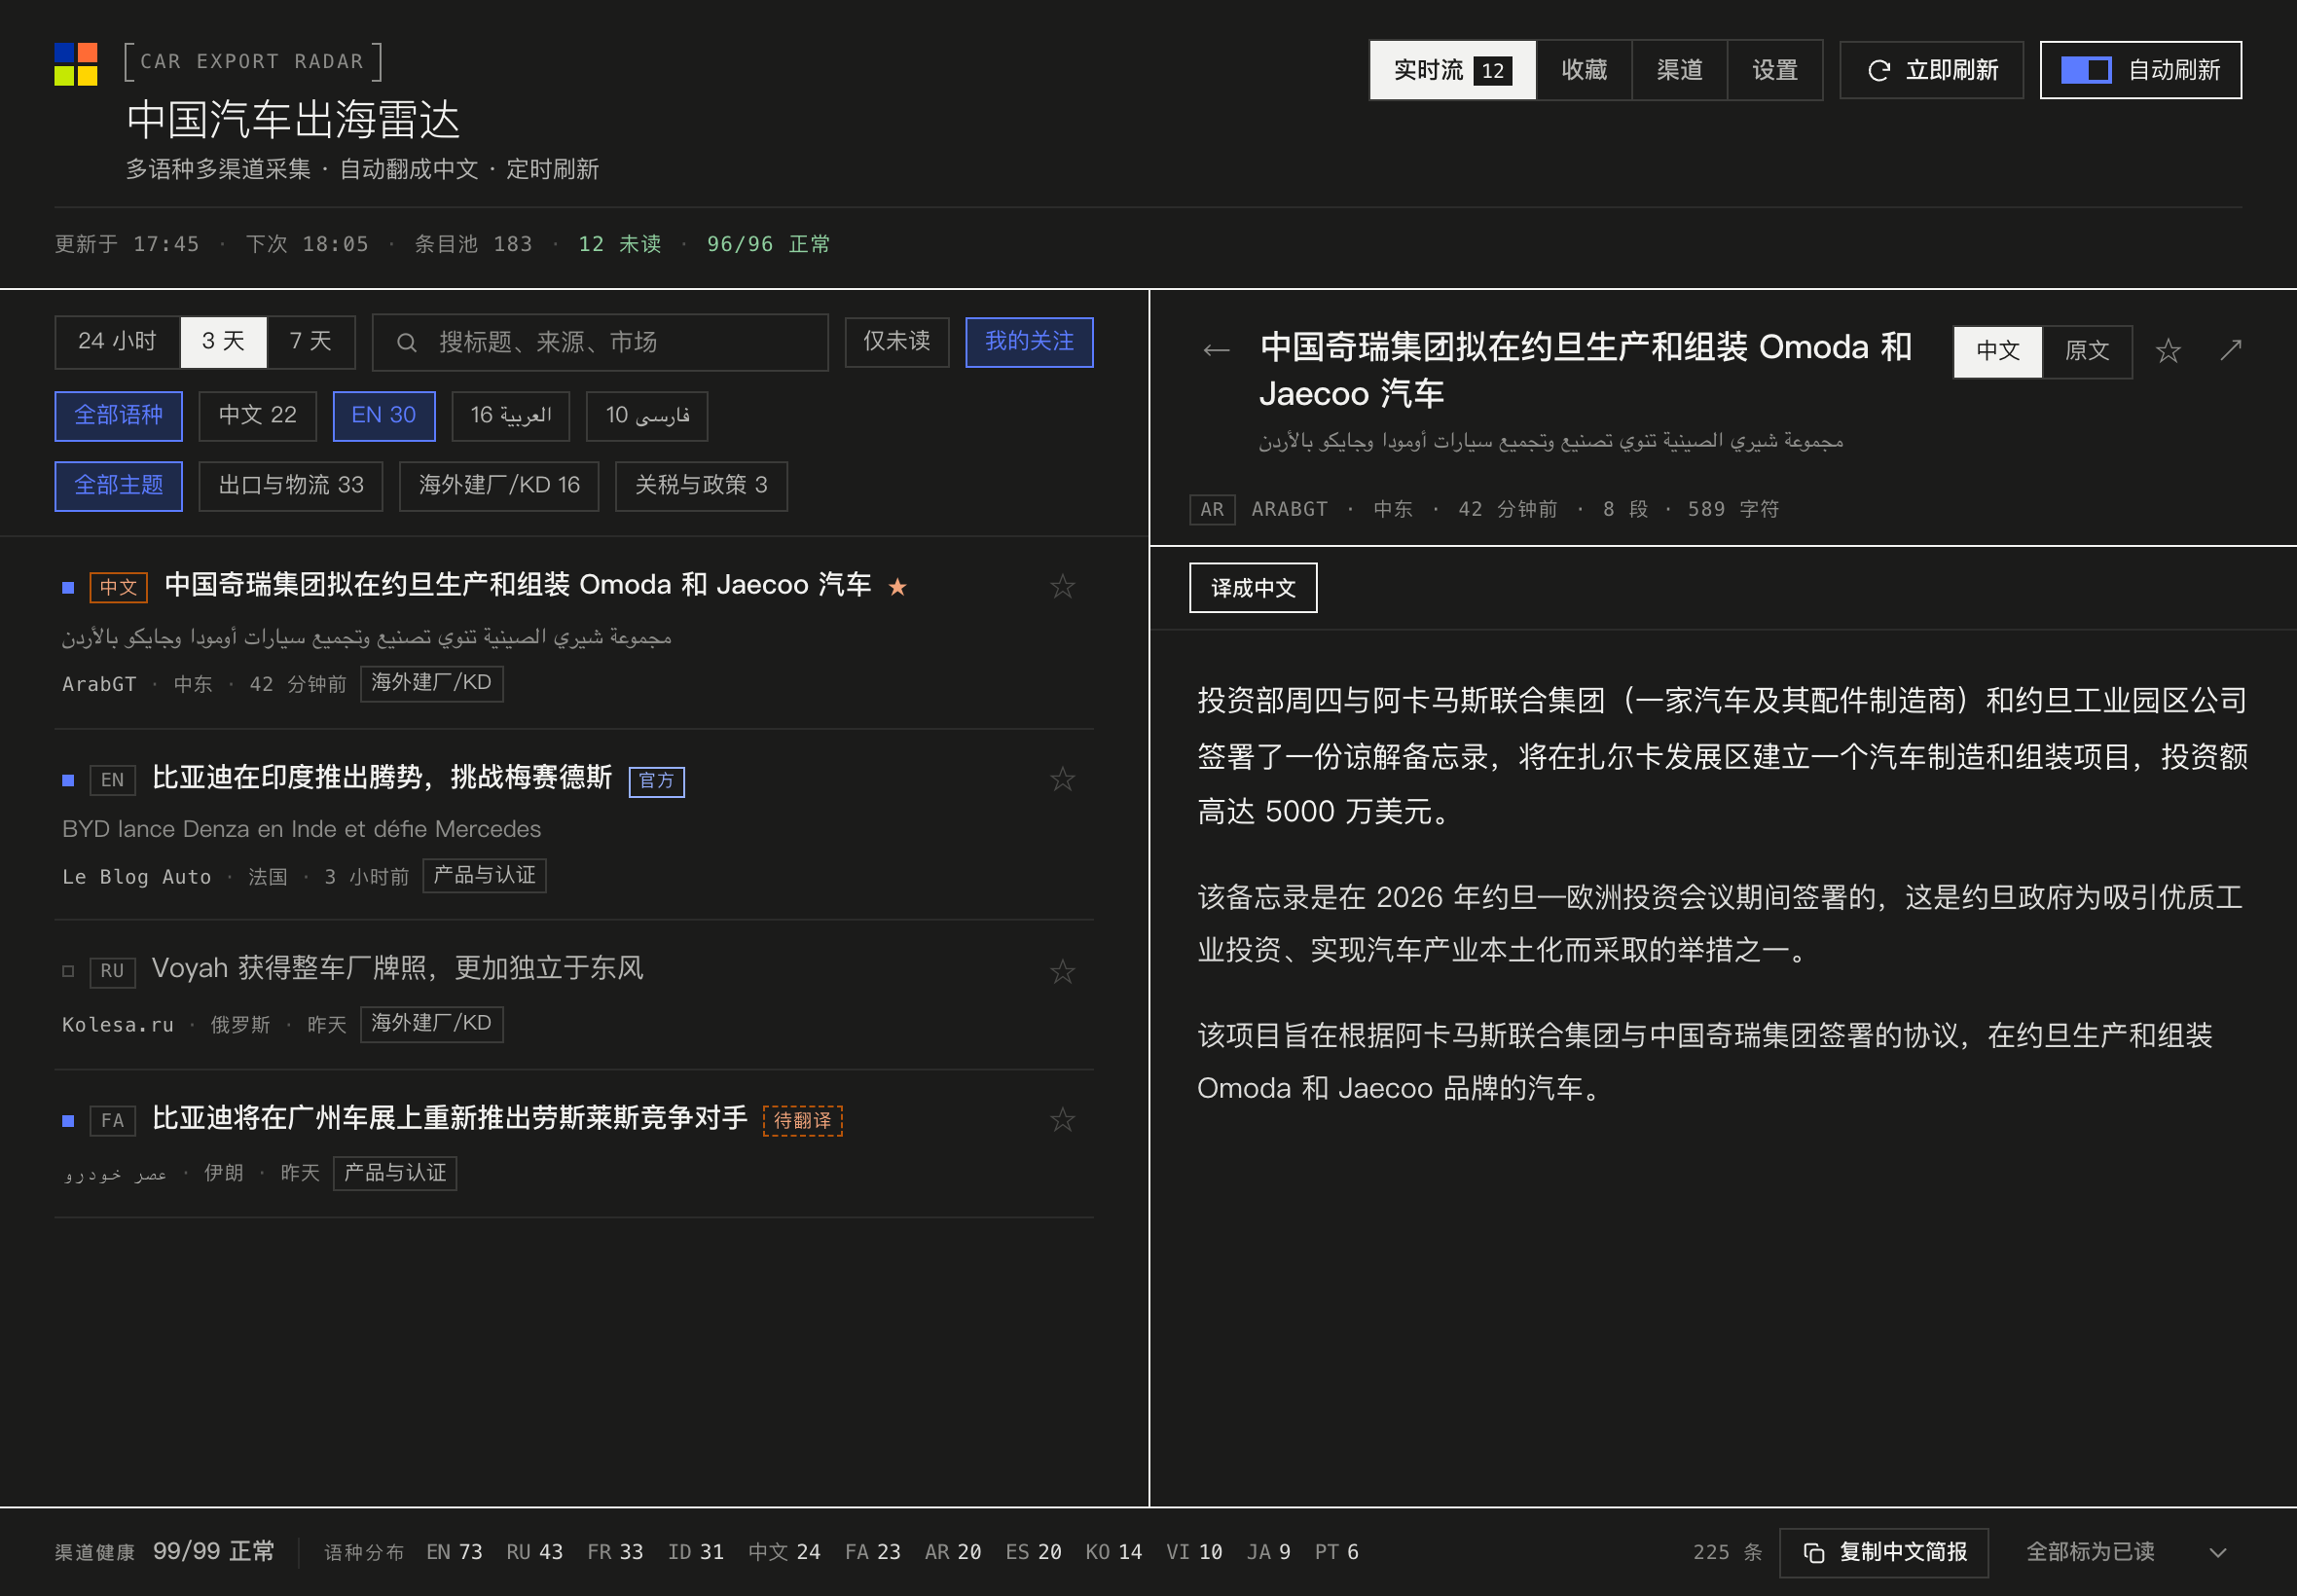 CAR EXPORT RADAR
中国汽车出海雷达
多语种多渠道采集 · 自动翻成中文 · 定时刷新
实时流 12 收藏 渠道 设置 立即刷新 自动刷新
更新于 17:45 · 下次 18:05 · 条目池 183 · 12 未读 · 96/96 正常
24 小时 3 天 7 天 搜标题、来源、市场 仅未读 我的关注
全部语种 中文 22 EN 30 العربية 16 فارسی 10
全部主题 出口与物流 33 海外建厂/KD 16 关税与政策 3
中文 中国奇瑞集团拟在约旦生产和组装 Omoda 和 Jaecoo 汽车 ★
مجموعة شيري الصينية تنوي تصنيع وتجميع سيارات أومودا وجايكو بالأردن
ArabGT · 中东 · 42 分钟前 海外建厂/KD
EN 比亚迪在印度推出腾势，挑战梅赛德斯 官方
BYD lance Denza en Inde et défie Mercedes
Le Blog Auto · 法国 · 3 小时前 产品与认证
RU Voyah 获得整车厂牌照，更加独立于东风
Kolesa.ru · 俄罗斯 · 昨天 海外建厂/KD
FA 比亚迪将在广州车展上重新推出劳斯莱斯竞争对手 待翻译
عصر خودرو · 伊朗 · 昨天 产品与认证
中国奇瑞集团拟在约旦生产和组装 Omoda 和
Jaecoo 汽车
中文 原文
مجموعة شيري الصينية تنوي تصنيع وتجميع سيارات أومودا وجايكو بالأردن
AR ARABGT · 中东 · 42 分钟前 · 8 段 · 589 字符
译成中文
投资部周四与阿卡马斯联合集团（一家汽车及其配件制造商）和约旦工业园区公司
签署了一份谅解备忘录，将在扎尔卡发展区建立一个汽车制造和组装项目，投资额
高达 5000 万美元。
该备忘录是在 2026 年约旦—欧洲投资会议期间签署的，这是约旦政府为吸引优质工
业投资、实现汽车产业本土化而采取的举措之一。
该项目旨在根据阿卡马斯联合集团与中国奇瑞集团签署的协议，在约旦生产和组装
Omoda 和 Jaecoo 品牌的汽车。
渠道健康 99/99 正常 语种分布 EN 73 RU 43 FR 33 ID 31 中文 24 FA 23 AR 20 ES 20 KO 14 VI 10 JA 9 PT 6
225 条 复制中文简报 全部标为已读